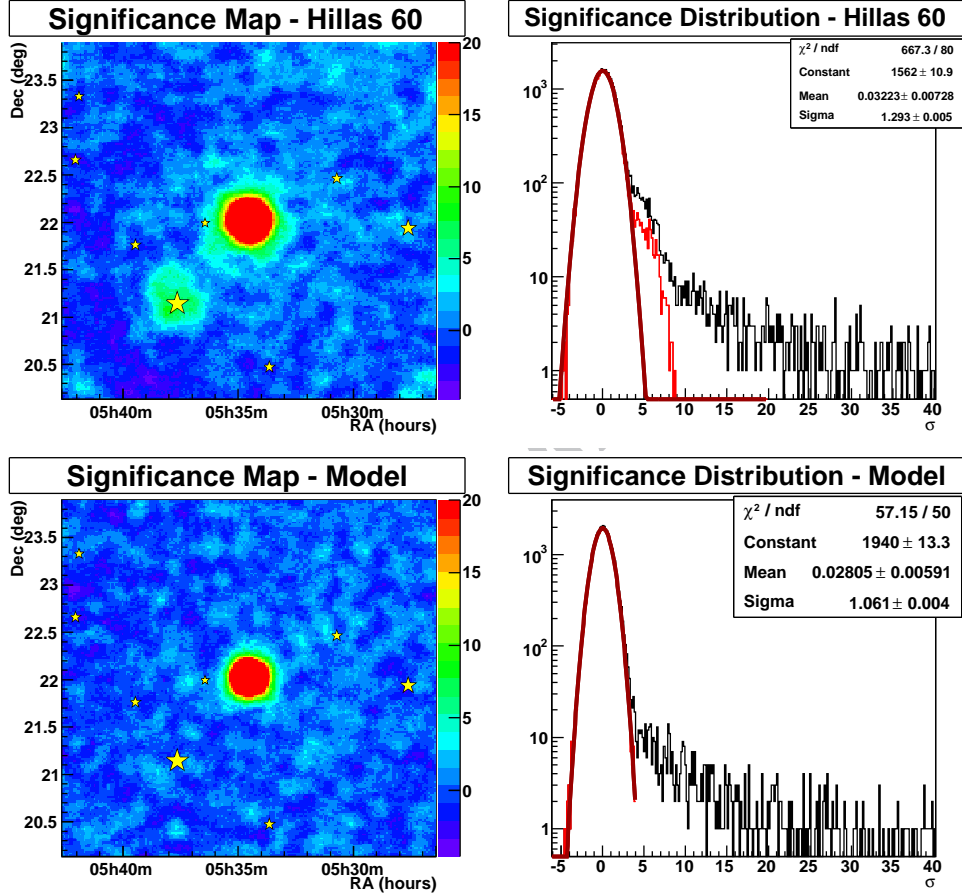 Significance Map - Hillas 60
Dec (deg)
23.5
23
22.5
22
21.5
21
20.5
05h40m 05h35m 05h30m
RA (hours)
20
15
10
5
0
Significance Distribution - Hillas 60
χ² / ndf 667.3 / 80
Constant 1562 ± 10.9
Mean 0.03223 ± 0.00728
Sigma 1.293 ± 0.005
10³
10²
10
1
-5 0 5 10 15 20 25 30 35 40
σ
Significance Map - Model
Dec (deg)
23.5
23
22.5
22
21.5
21
20.5
05h40m 05h35m 05h30m
RA (hours)
20
15
10
5
0
Significance Distribution - Model
χ² / ndf 57.15 / 50
Constant 1940 ± 13.3
Mean 0.02805 ± 0.00591
Sigma 1.061 ± 0.004
10³
10²
10
1
-5 0 5 10 15 20 25 30 35 40
σ